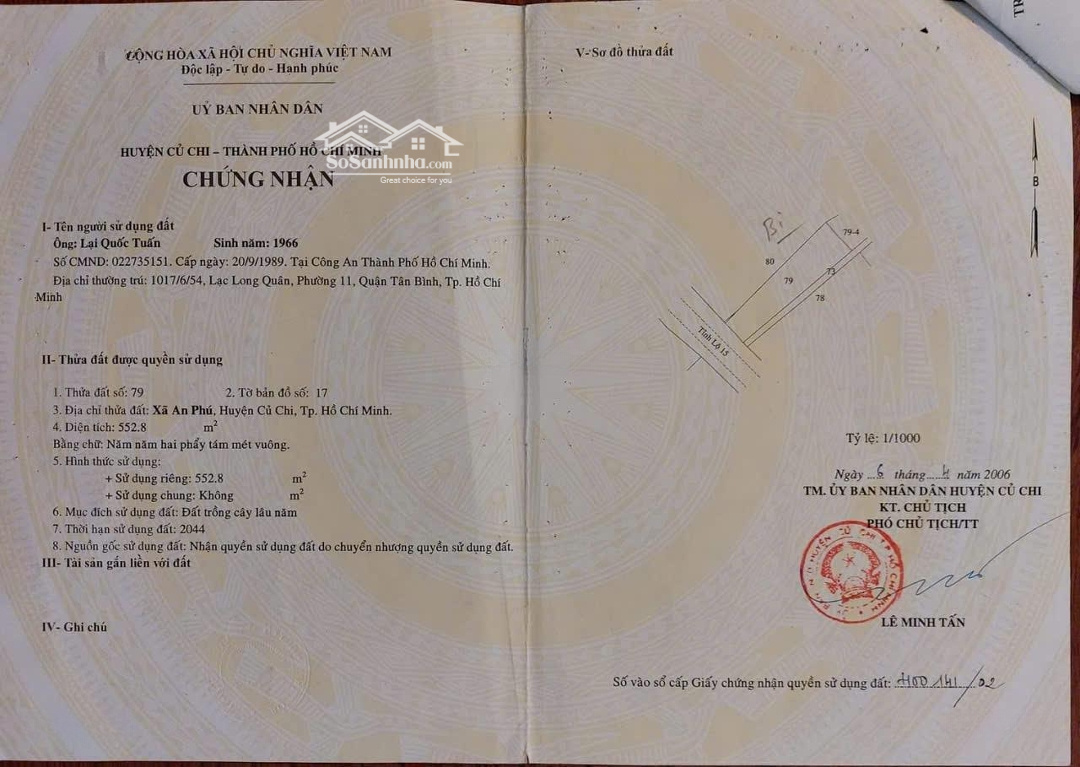 CỘNG HÒA XÃ HỘI CHỦ NGHĨA VIỆT NAM
Độc lập - Tự do - Hạnh phúc
UỶ BAN NHÂN DÂN
HUYỆN CỦ CHI – THÀNH PHỐ HỒ CHÍ MINH
SoSanhnha.com
Great choice for you
CHỨNG NHẬN
I- Tên người sử dụng đất
Ông: Lại Quốc Tuấn Sinh năm: 1966
Số CMND: 022735151. Cấp ngày: 20/9/1989. Tại Công An Thành Phố Hồ Chí Minh.
Địa chỉ thường trú: 1017/6/54, Lạc Long Quân, Phường 11, Quận Tân Bình, Tp. Hồ Chí
Minh
II- Thửa đất được quyền sử dụng
1. Thửa đất số: 79 2. Tờ bản đồ số: 17
3. Địa chỉ thửa đất: Xã An Phú, Huyện Củ Chi, Tp. Hồ Chí Minh.
4. Diện tích: 552.8 m²
Bằng chữ: Năm năm hai phẩy tám mét vuông.
5. Hình thức sử dụng:
+ Sử dụng riêng: 552.8 m²
+ Sử dụng chung: Không m²
6. Mục đích sử dụng đất: Đất trồng cây lâu năm
7. Thời hạn sử dụng đất: 2044
8. Nguồn gốc sử dụng đất: Nhận quyền sử dụng đất do chuyển nhượng quyền sử dụng đất.
III- Tài sản gắn liền với đất
IV- Ghi chú
V- Sơ đồ thửa đất
B
79-4
80
79
73
78
Tỉnh Lộ 15
Tỷ lệ: 1/1000
Ngày ...6 tháng....4 năm 2006
TM. ỦY BAN NHÂN DÂN HUYỆN CỦ CHI
KT. CHỦ TỊCH
PHÓ CHỦ TỊCH/TT
LÊ MINH TẤN
Số vào sổ cấp Giấy chứng nhận quyền sử dụng đất: H00 141/02